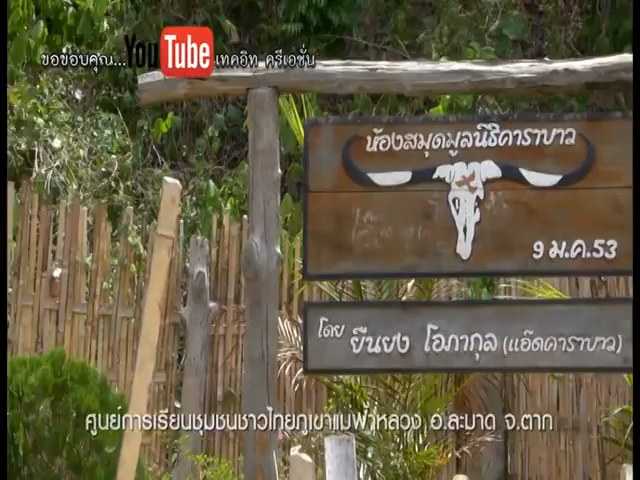 ขอขอบคุณ... YouTube เทคอิท ครีเอชั่น
ห้องสมุดมูลนิธิคาราบาว
๑ ม.ค. 53
โดย ยืนยง โอภากุล (แอ๊ดคาราบาว)
ศูนย์การเรียนชุมชนชาวไทยภูเขาแม่ฟ้าหลวง อ.ละมาด จ.ตาก